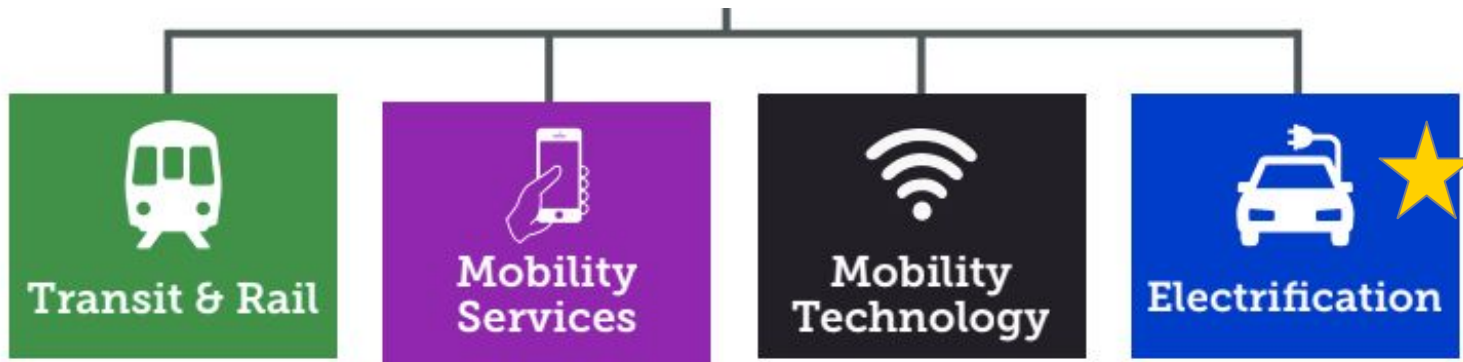 Transit & Rail
Mobility
Services
Mobility
Technology
Electrification